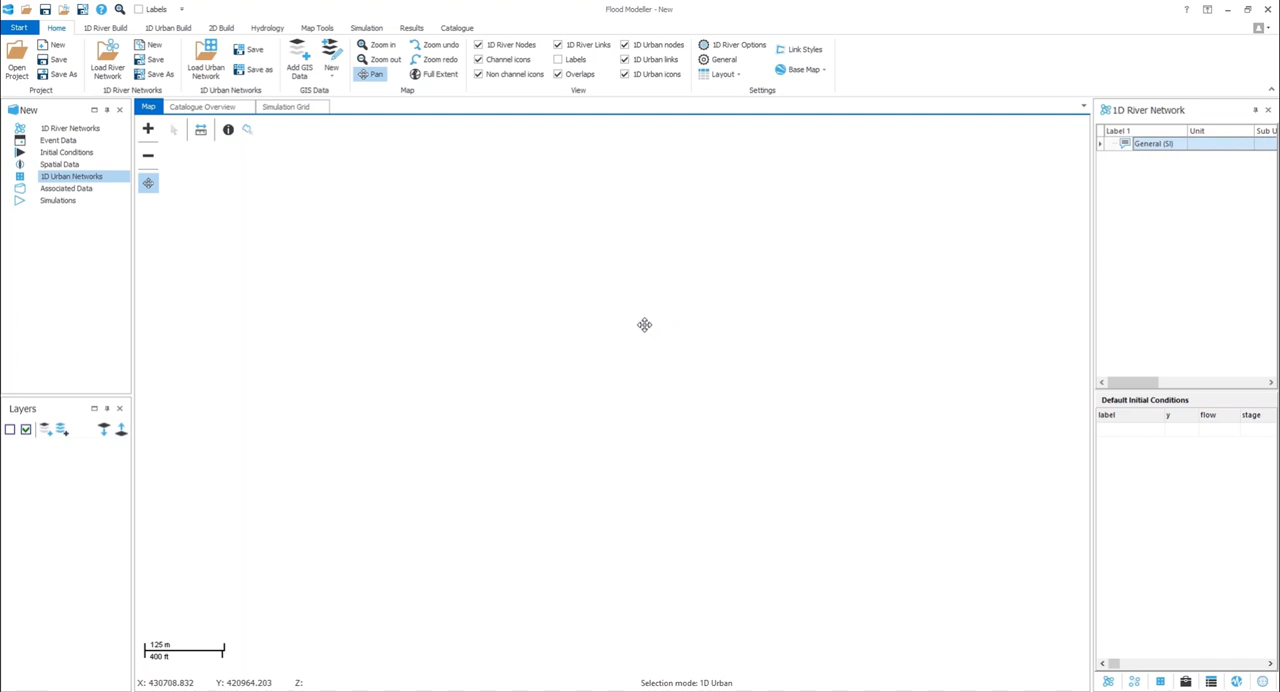 Labels
Flood Modeller - New
Start Home 1D River Build 1D Urban Build 2D Build Hydrology Map Tools Simulation Results Catalogue
Open Project
New
Save
Save As
Project
Load River Network
New
Save
Save As
1D River Networks
Load Urban Network
Save
Save as
1D Urban Networks
Add GIS Data
New
GIS Data
Zoom in
Zoom out
Pan
Zoom undo
Zoom redo
Full Extent
Map
1D River Nodes
Channel icons
Non channel icons
1D River Links
Labels
Overlaps
1D Urban nodes
1D Urban links
1D Urban icons
View
1D River Options
General
Layout
Link Styles
Base Map
Settings
New
1D River Networks
Event Data
Initial Conditions
Spatial Data
1D Urban Networks
Associated Data
Simulations
Layers
Map Catalogue Overview Simulation Grid
125 m
400 ft
X: 430708.832 Y: 420964.203 Z:
Selection mode: 1D Urban
1D River Network
Label 1 Unit Sub U
General (SI)
Default Initial Conditions
label y flow stage